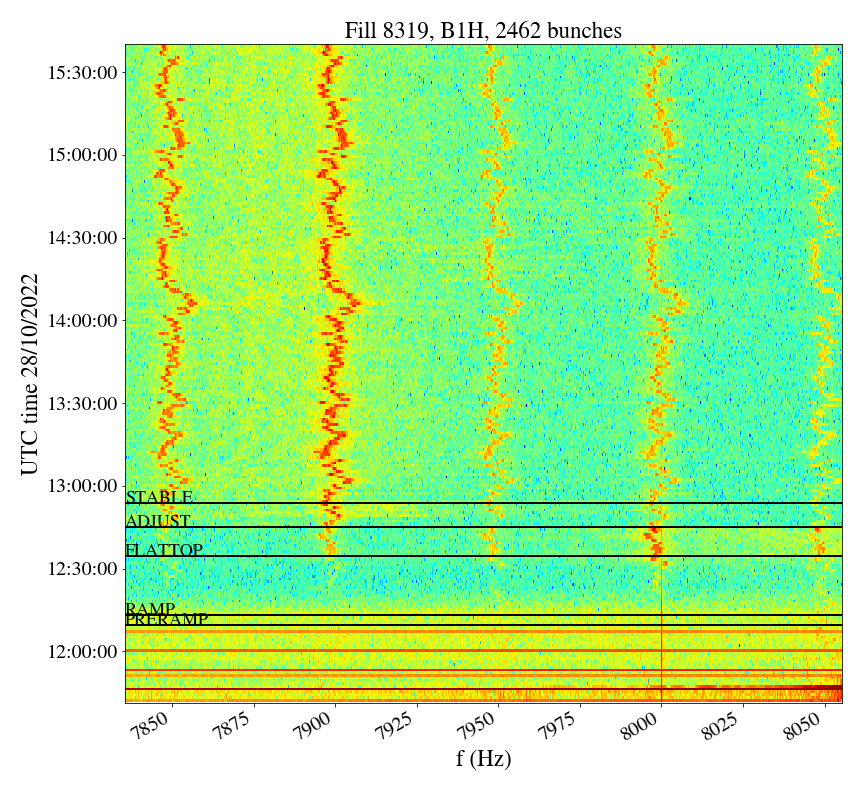 Fill 8319, B1H, 2462 bunches
15:30:00
15:00:00
14:30:00
14:00:00
13:30:00
13:00:00
12:30:00
12:00:00
UTC time 28/10/2022
STABLE
ADJUST
FLATTOP
RAMP
PRERAMP
7850
7875
7900
7925
7950
7975
8000
8025
8050
f (Hz)